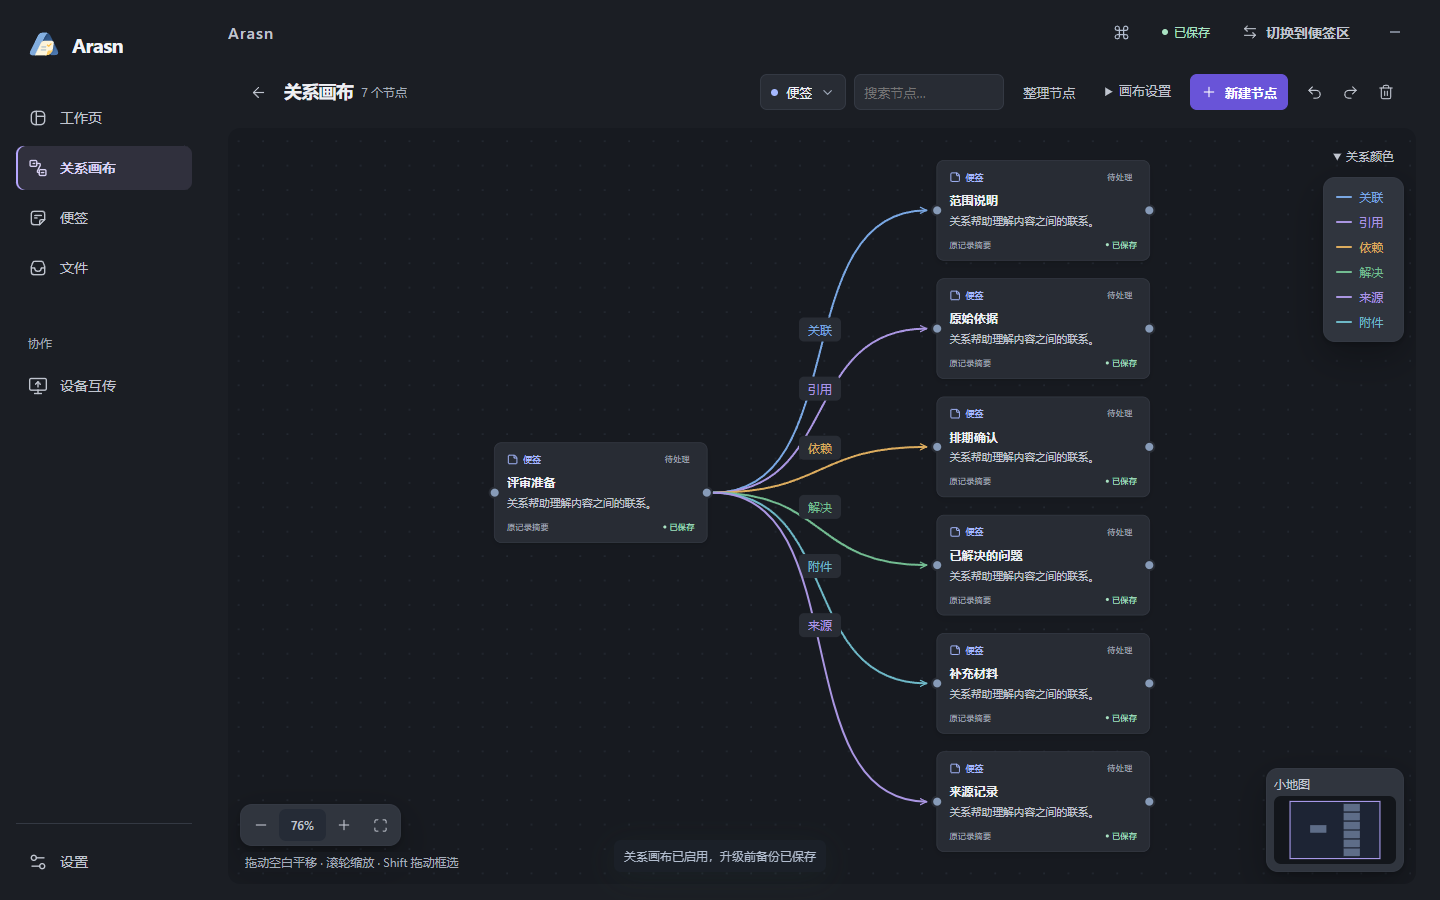 Arasn
工作页
关系画布
便签
文件
协作
设备互传
设置
Arasn
已保存
切换到便签区
关系画布
7 个节点
便签
搜索节点...
整理节点
画布设置
新建节点
关系颜色
关联
引用
依赖
解决
来源
附件
便签
待处理
评审准备
关系帮助理解内容之间的联系。
原记录摘要
已保存
关联
引用
依赖
解决
附件
来源
便签
待处理
范围说明
关系帮助理解内容之间的联系。
原记录摘要
已保存
便签
待处理
原始依据
关系帮助理解内容之间的联系。
原记录摘要
已保存
便签
待处理
排期确认
关系帮助理解内容之间的联系。
原记录摘要
已保存
便签
待处理
已解决的问题
关系帮助理解内容之间的联系。
原记录摘要
已保存
便签
待处理
补充材料
关系帮助理解内容之间的联系。
原记录摘要
已保存
便签
待处理
来源记录
关系帮助理解内容之间的联系。
原记录摘要
已保存
76%
拖动空白平移 · 滚轮缩放 · Shift 拖动框选
关系画布已启用，升级前备份已保存
小地图